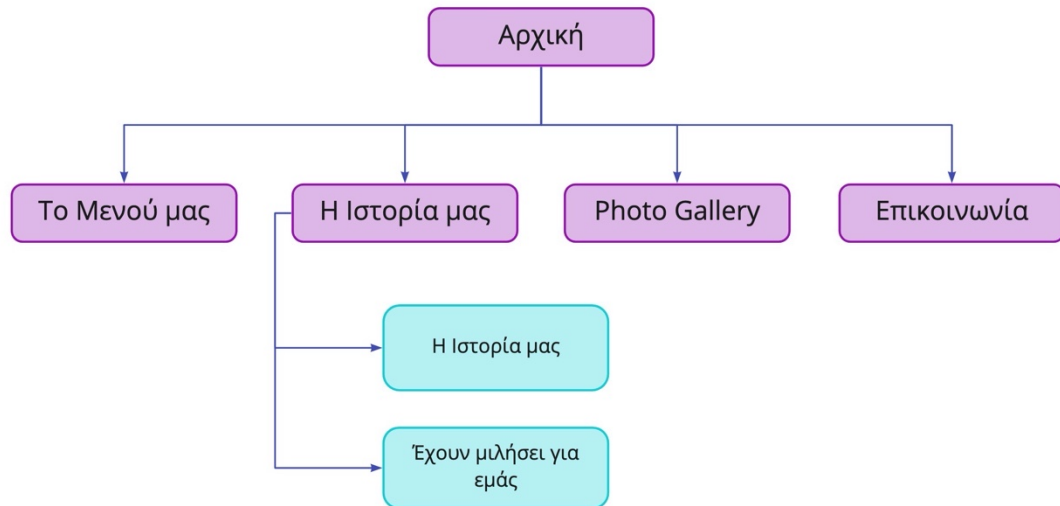 Αρχική
Το Μενού μας
Η Ιστορία μας
Photo Gallery
Επικοινωνία
Η Ιστορία μας
Έχουν μιλήσει για
εμάς